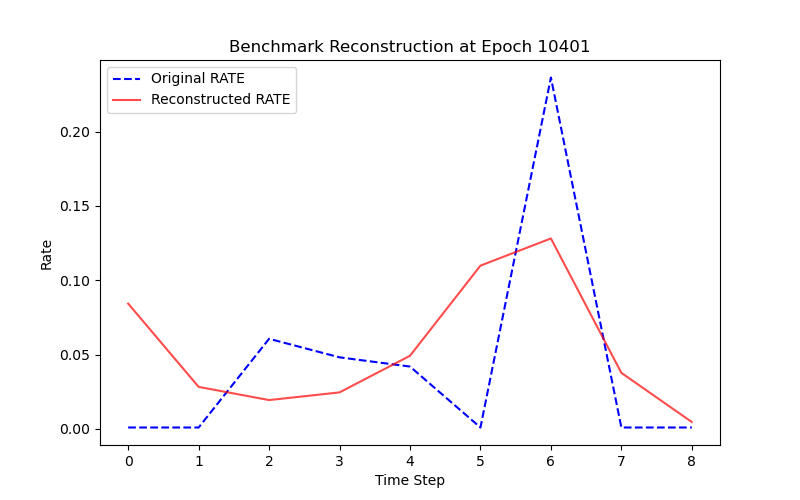 Benchmark Reconstruction at Epoch 10401
Original RATE
Reconstructed RATE
0.20
0.15
0.10
0.05
0.00
Rate
0 1 2 3 4 5 6 7 8
Time Step